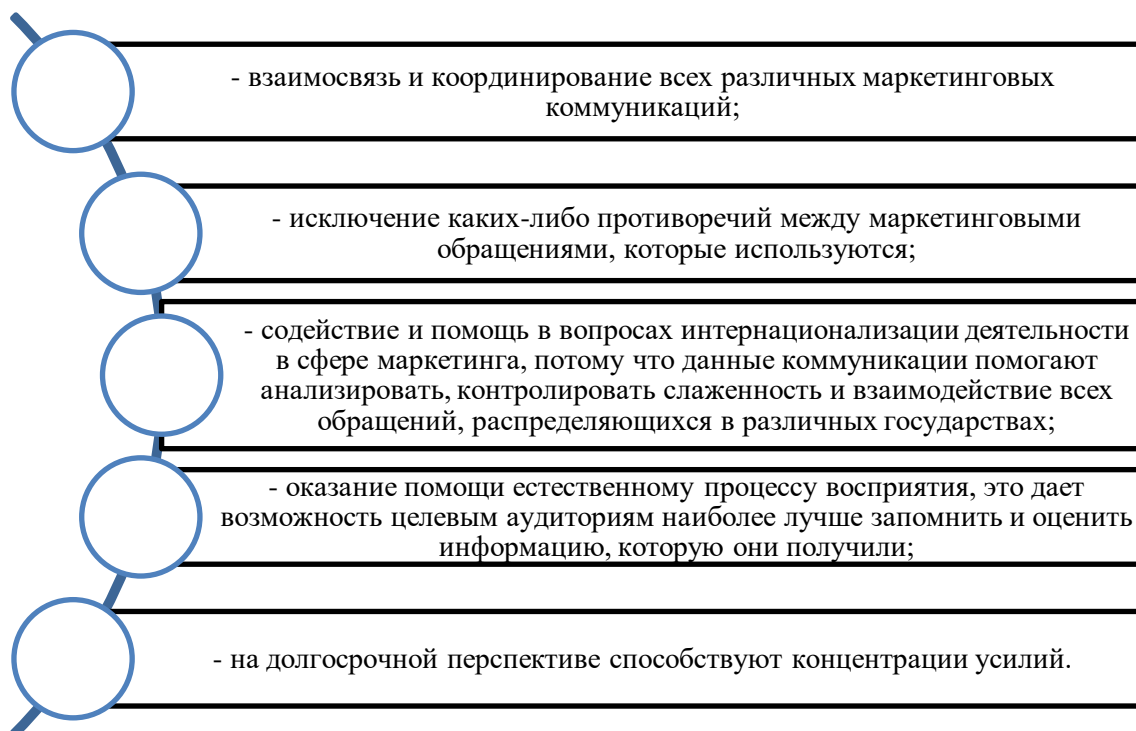 - взаимосвязь и координирование всех различных маркетинговых
коммуникаций;
- исключение каких-либо противоречий между маркетинговыми
обращениями, которые используются;
- содействие и помощь в вопросах интернационализации деятельности
в сфере маркетинга, потому что данные коммуникации помогают
анализировать, контролировать слаженность и взаимодействие всех
обращений, распределяющихся в различных государствах;
- оказание помощи естественному процессу восприятия, это дает
возможность целевым аудиториям наиболее лучше запомнить и оценить
информацию, которую они получили;
- на долгосрочной перспективе способствуют концентрации усилий.